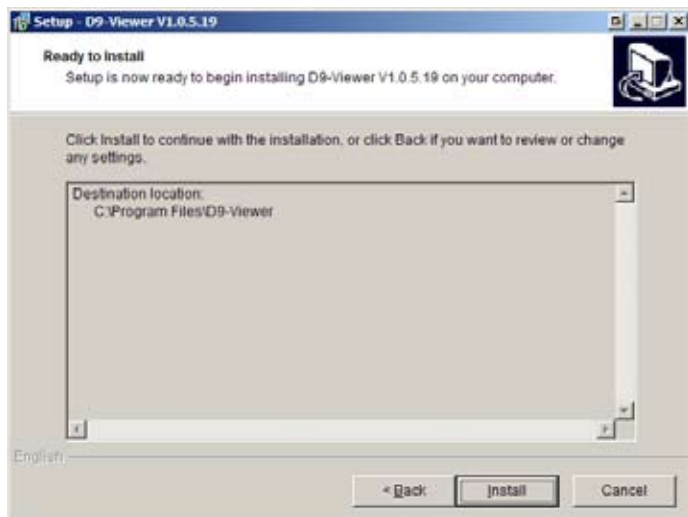 Setup - D9-Viewer V1.0.5.19
Ready to Install
Setup is now ready to begin installing D9-Viewer V1.0.5.19 on your computer.
Click Install to continue with the installation, or click Back if you want to review or change
any settings.
Destination location:
C:\Program Files\D9-Viewer
English
< Back
Install
Cancel